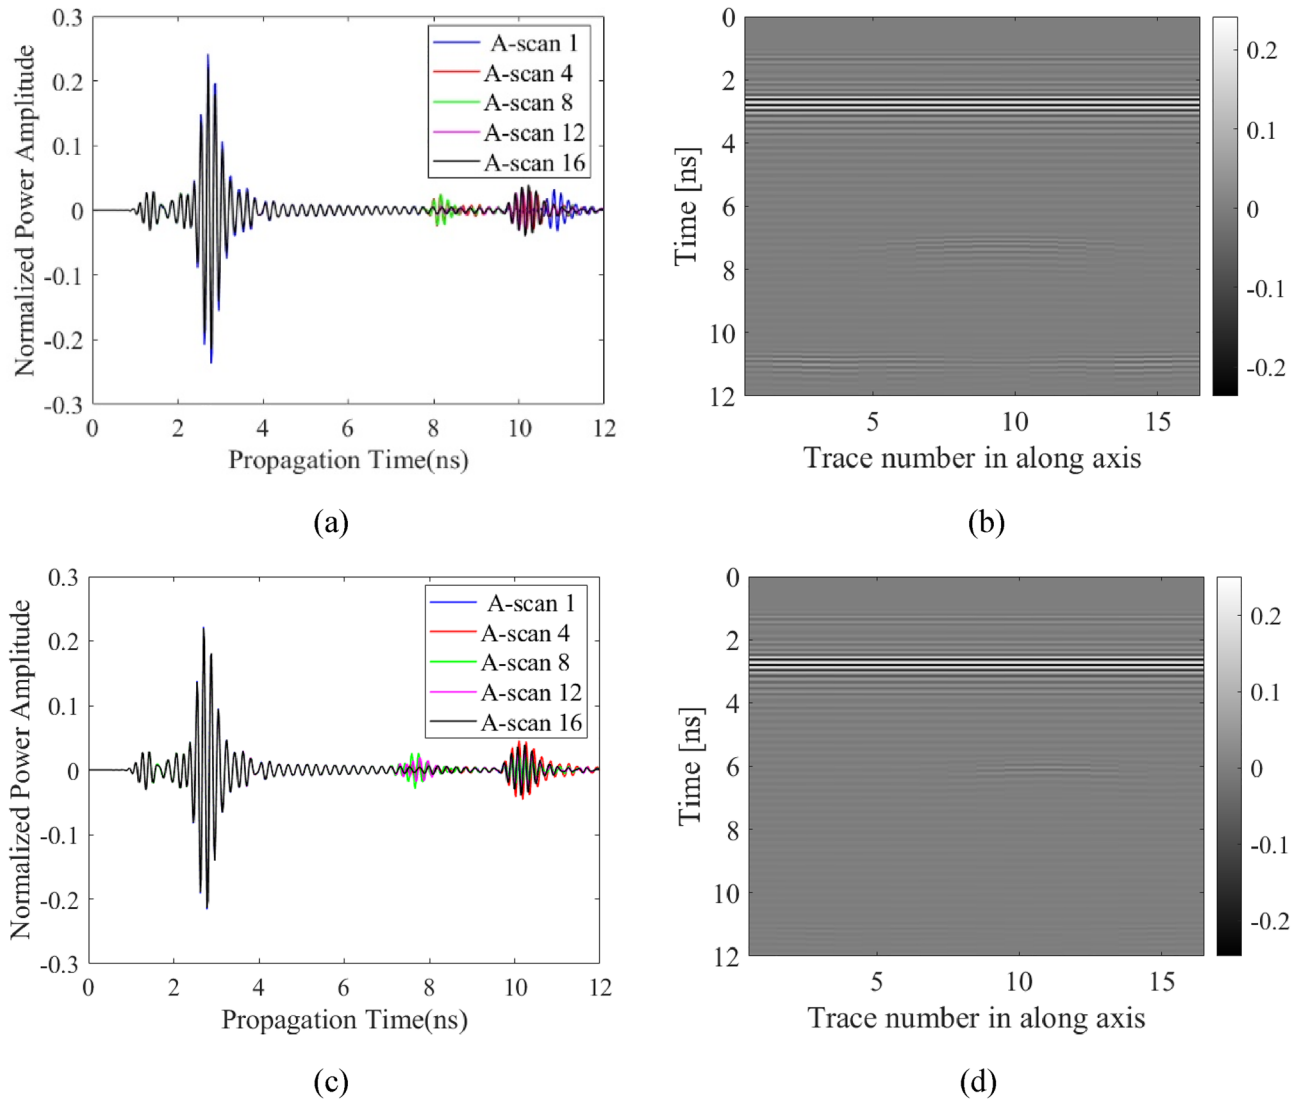 0.3
0.2
0.1
0
-0.1
-0.2
-0.3
Normalized Power Amplitude
A-scan 1
A-scan 4
A-scan 8
A-scan 12
A-scan 16
0 2 4 6 8 10 12
Propagation Time(ns)
(a)
0
2
4
6
8
10
12
Time [ns]
5 10 15
Trace number in along axis
0.2
0.1
0
-0.1
-0.2
(b)
0.3
0.2
0.1
0
-0.1
-0.2
-0.3
Normalized Power Amplitude
A-scan 1
A-scan 4
A-scan 8
A-scan 12
A-scan 16
0 2 4 6 8 10 12
Propagation Time(ns)
(c)
0
2
4
6
8
10
12
Time [ns]
5 10 15
Trace number in along axis
0.2
0.1
0
-0.1
-0.2
(d)